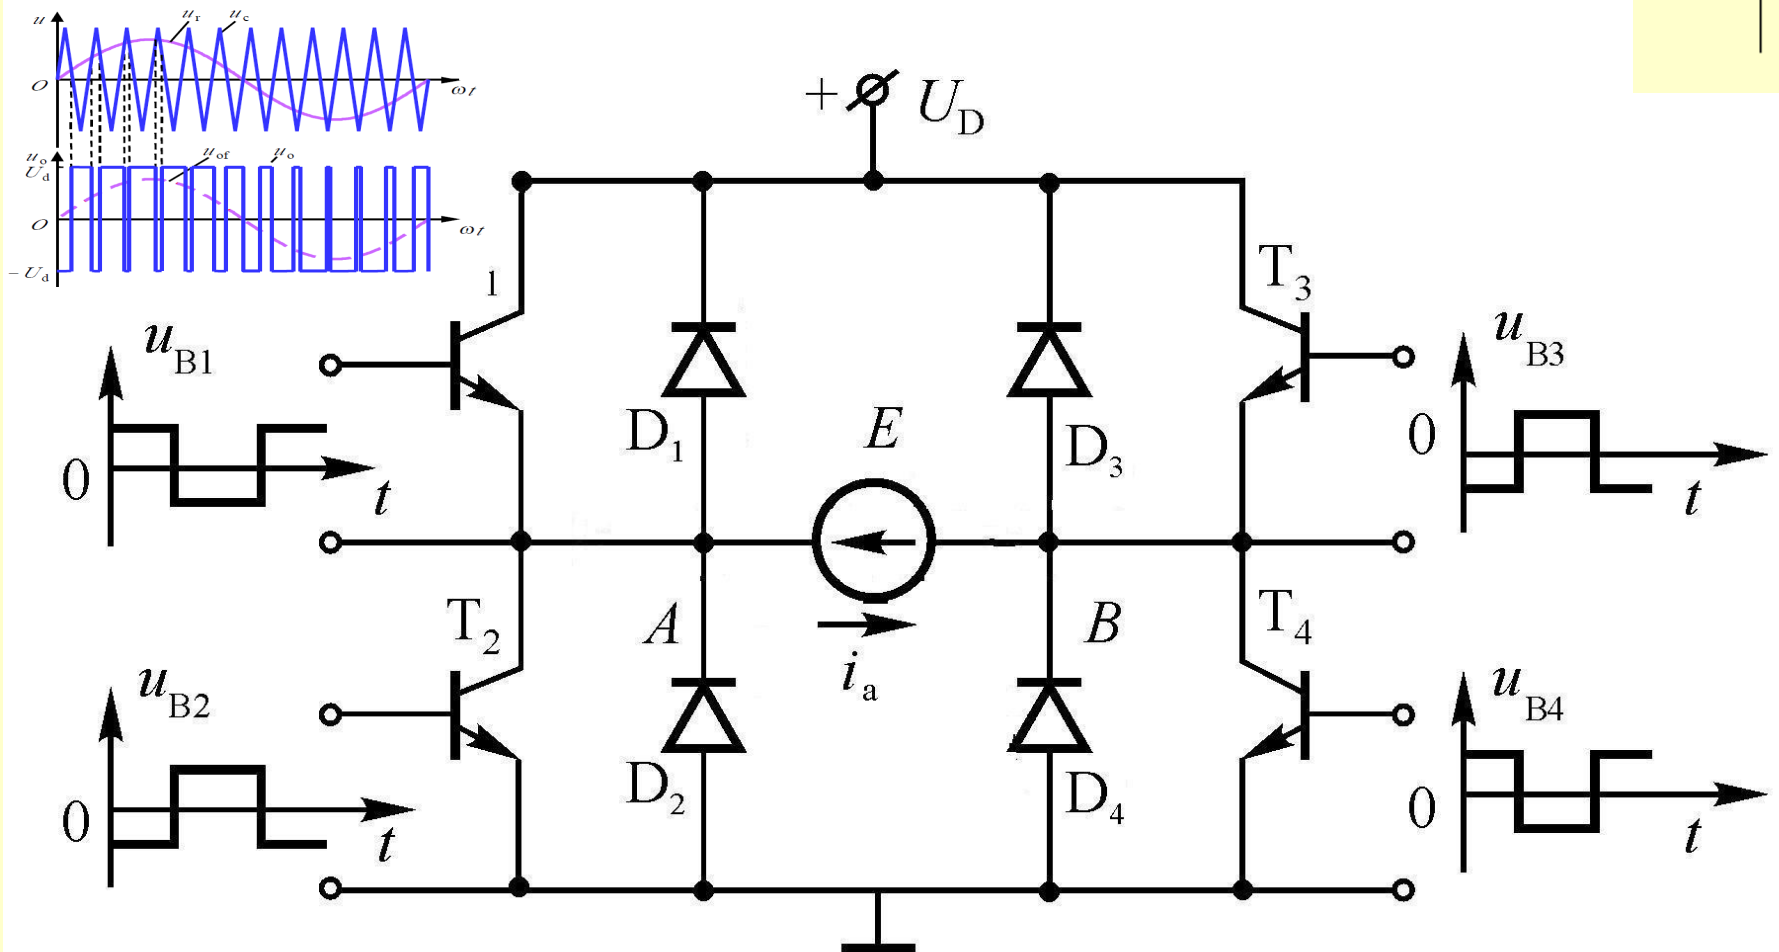 u
u_r
u_c
O
ωt
u_o
U_d
u_of
u_o
O
ωt
-U_d
+
U_D
1
T_3
u_B1
u_B3
D_1
E
D_3
0
0
t
t
T_2
A
B
T_4
i_a
u_B2
u_B4
D_2
D_4
0
0
t
t